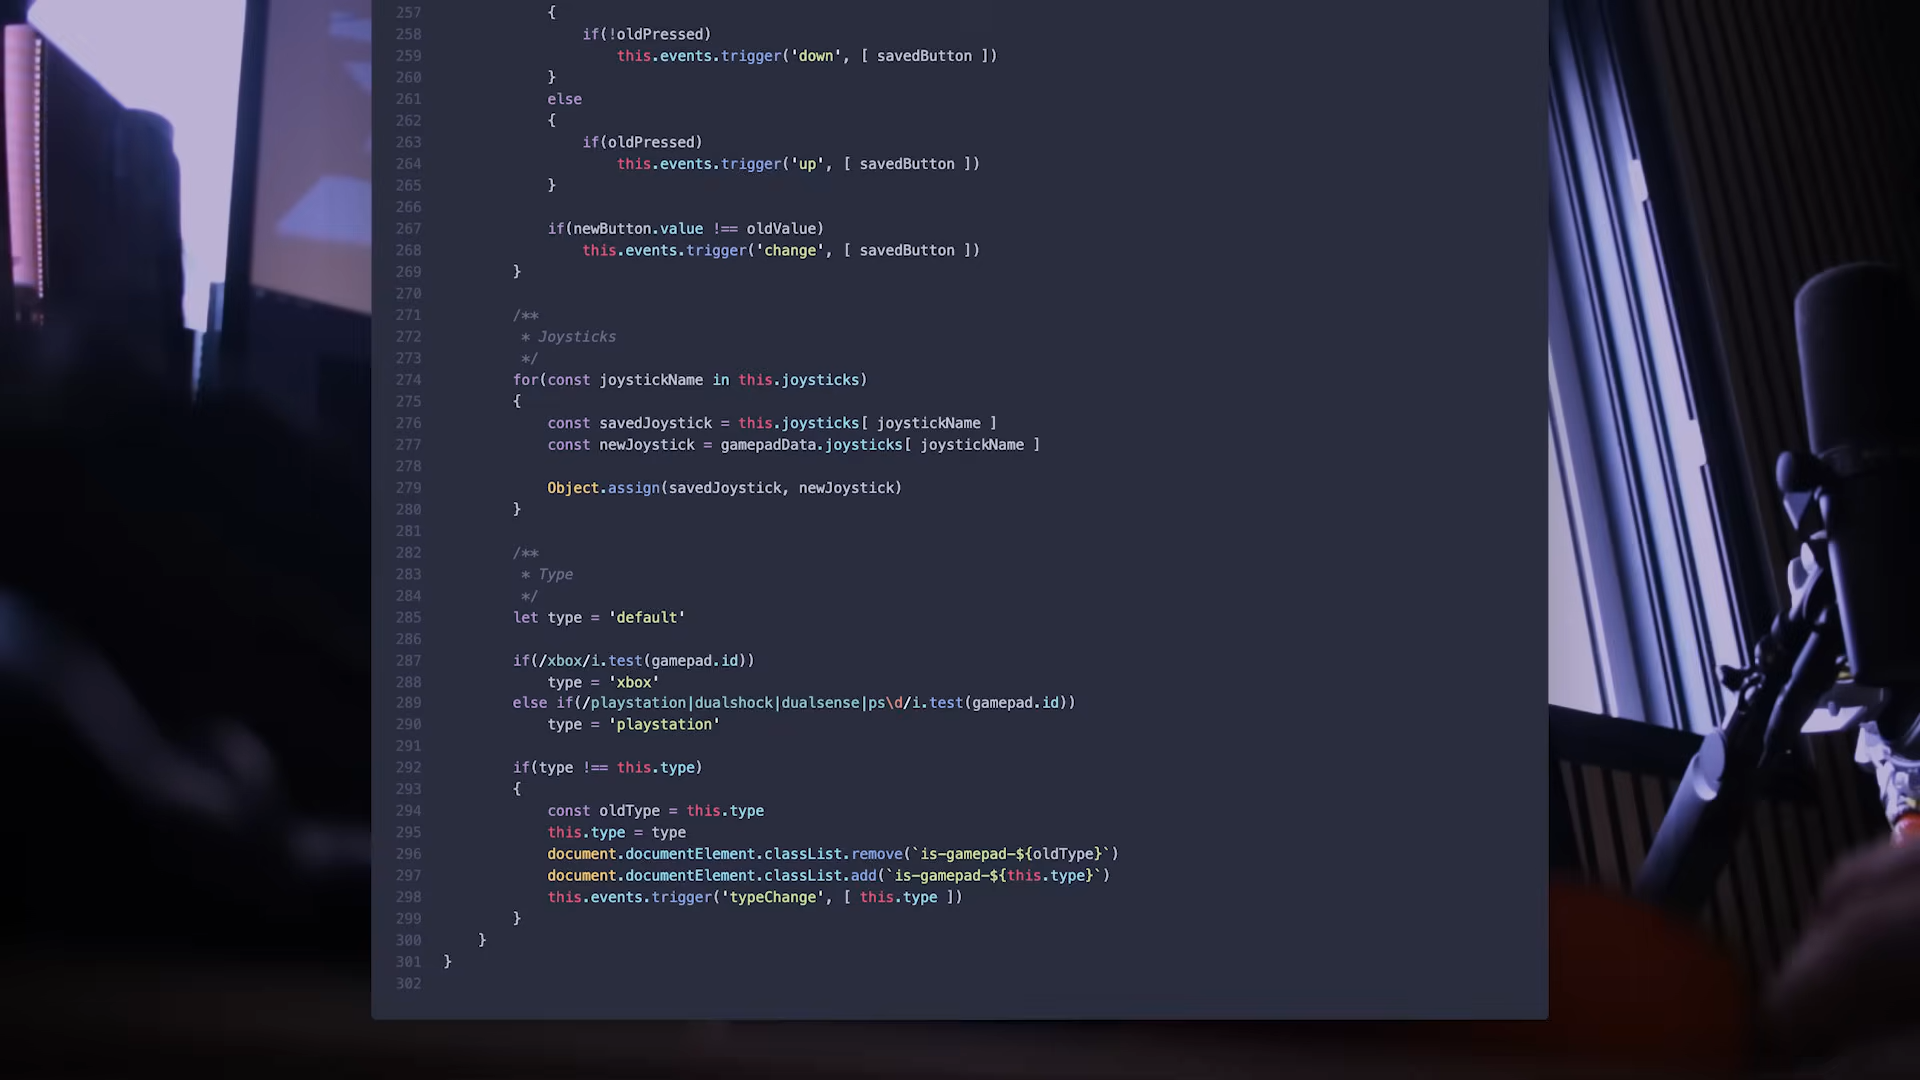 257 {
258 if(!oldPressed)
259 this.events.trigger('down', [ savedButton ])
260 }
261 else
262 {
263 if(oldPressed)
264 this.events.trigger('up', [ savedButton ])
265 }
266
267 if(newButton.value !== oldValue)
268 this.events.trigger('change', [ savedButton ])
269 }
270
271 /**
272 * Joysticks
273 */
274 for(const joystickName in this.joysticks)
275 {
276 const savedJoystick = this.joysticks[ joystickName ]
277 const newJoystick = gamepadData.joysticks[ joystickName ]
278
279 Object.assign(savedJoystick, newJoystick)
280 }
281
282 /**
283 * Type
284 */
285 let type = 'default'
286
287 if(/xbox/i.test(gamepad.id))
288 type = 'xbox'
289 else if(/playstation|dualshock|dualsense|ps\d/i.test(gamepad.id))
290 type = 'playstation'
291
292 if(type !== this.type)
293 {
294 const oldType = this.type
295 this.type = type
296 document.documentElement.classList.remove(`is-gamepad-${oldType}`)
297 document.documentElement.classList.add(`is-gamepad-${this.type}`)
298 this.events.trigger('typeChange', [ this.type ])
299 }
300 }
301 }
302